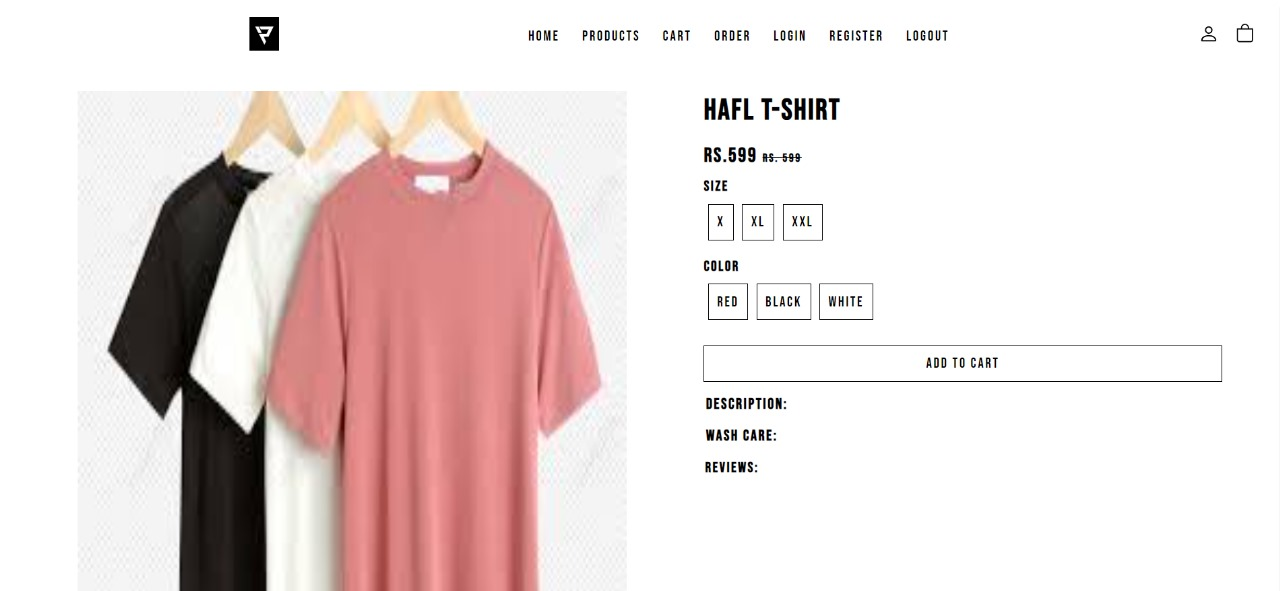 HOME PRODUCTS CART ORDER LOGIN REGISTER LOGOUT
HAFL T-SHIRT
RS.599 RS. 599
SIZE
X XL XXL
COLOR
RED BLACK WHITE
ADD TO CART
DESCRIPTION:
WASH CARE:
REVIEWS: